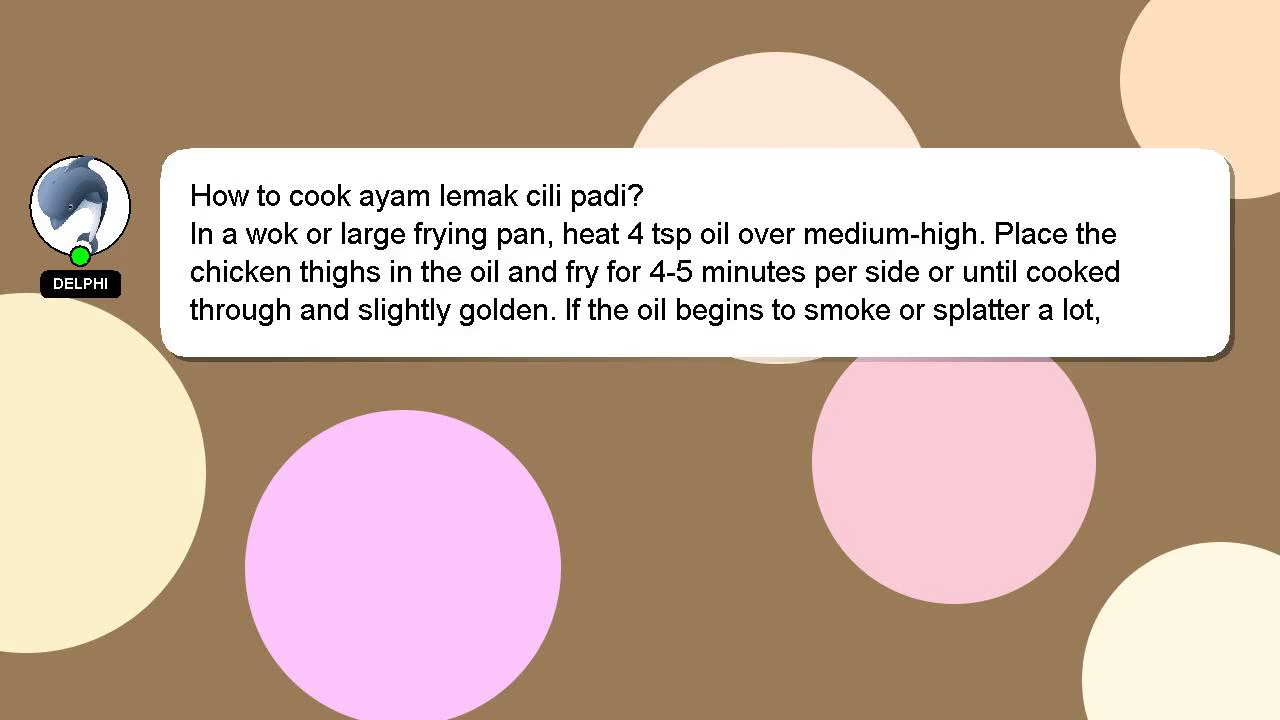 How to cook ayam lemak cili padi?
In a wok or large frying pan, heat 4 tsp oil over medium-high. Place the
chicken thighs in the oil and fry for 4-5 minutes per side or until cooked
through and slightly golden. If the oil begins to smoke or splatter a lot,
DELPHI